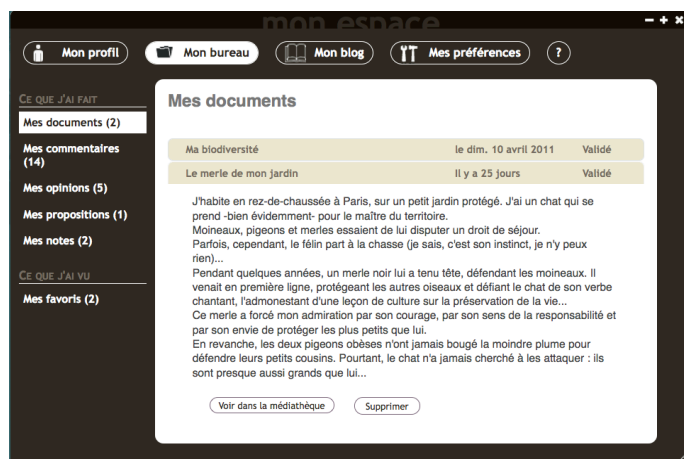 mon espace
Mon profil
Mon bureau
Mon blog
Mes préférences
?
CE QUE J'AI FAIT
Mes documents (2)
Mes commentaires
(14)
Mes opinions (5)
Mes propositions (1)
Mes notes (2)
CE QUE J'AI VU
Mes favoris (2)
Mes documents
Ma biodiversité le dim. 10 avril 2011 Validé
Le merle de mon jardin Il y a 25 jours Validé
J'habite en rez-de-chaussée à Paris, sur un petit jardin protégé. J'ai un chat qui se
prend -bien évidemment- pour le maître du territoire.
Moineaux, pigeons et merles essaient de lui disputer un droit de séjour.
Parfois, cependant, le félin part à la chasse (je sais, c'est son instinct, je n'y peux
rien)...
Pendant quelques années, un merle noir lui a tenu tête, défendant les moineaux. Il
venait en première ligne, protégeant les autres oiseaux et défiant le chat de son verbe
chantant, l'admonestant d'une leçon de culture sur la préservation de la vie...
Ce merle a forcé mon admiration par son courage, par son sens de la responsabilité et
par son envie de protéger les plus petits que lui.
En revanche, les deux pigeons obèses n'ont jamais bougé la moindre plume pour
défendre leurs petits cousins. Pourtant, le chat n'a jamais cherché à les attaquer : ils
sont presque aussi grands que lui...
Voir dans la médiathèque
Supprimer